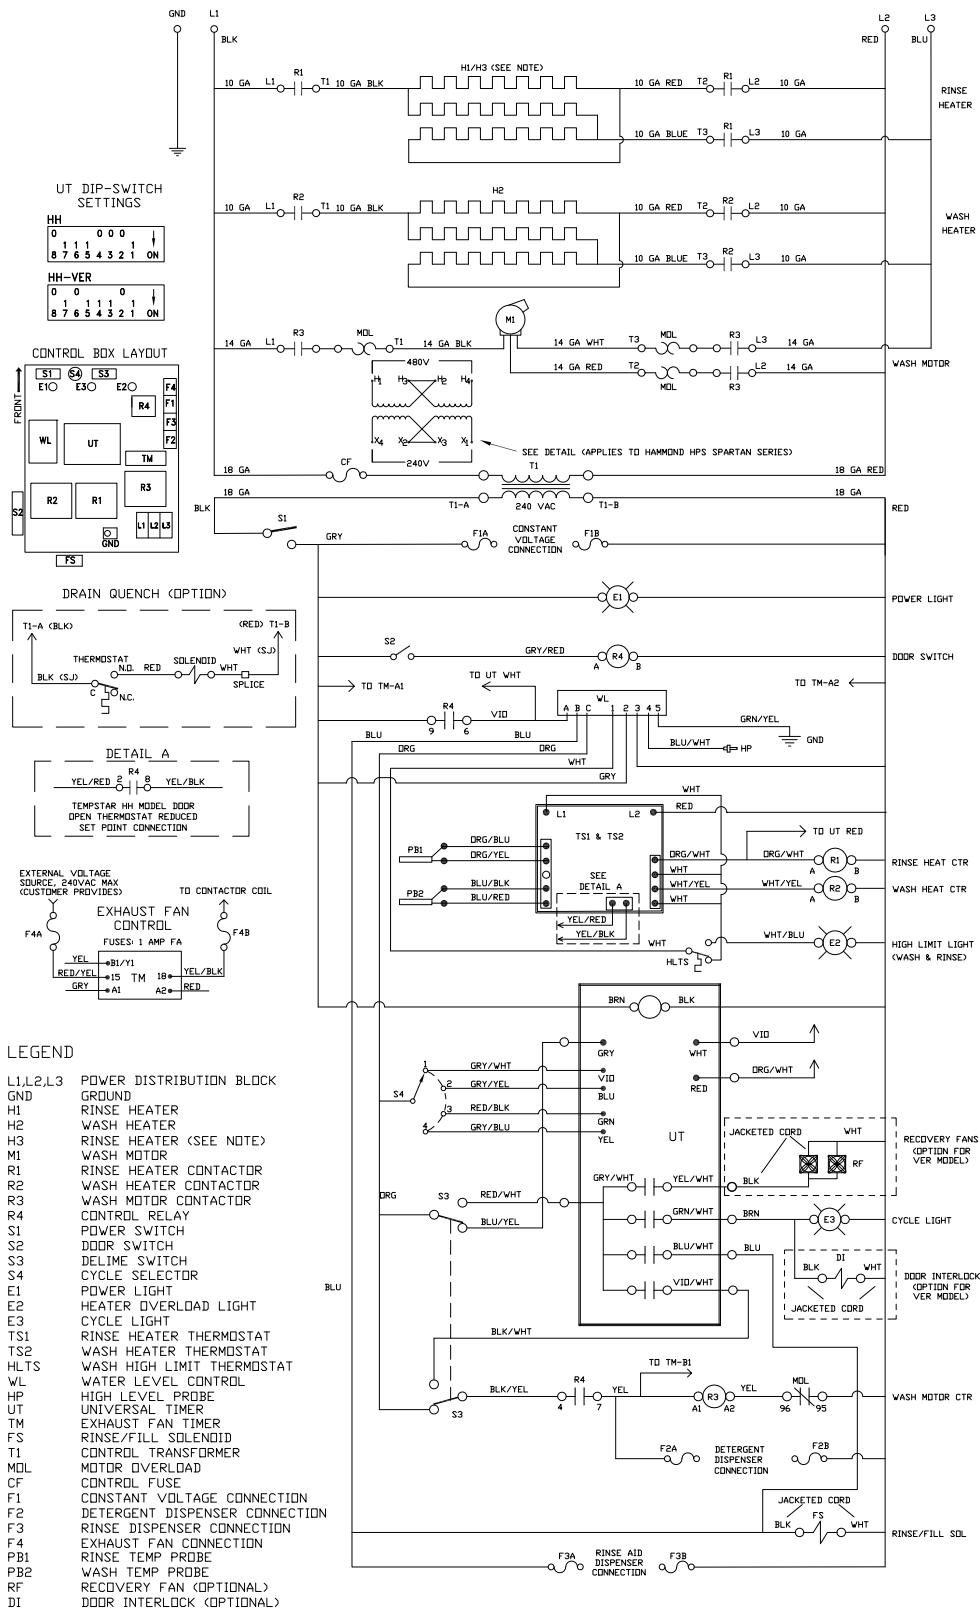 GND L1 L2 L3
BLK RED BLU
10 GA L1 R1 T1 10 GA BLK H1/H3 (SEE NOTE) 10 GA RED T2 R1 L2 10 GA
RINSE
HEATER
10 GA BLUE T3 R1 L3 10 GA
10 GA L1 R2 T1 10 GA BLK H2 10 GA RED T2 R2 L2 10 GA
WASH
HEATER
10 GA BLUE T3 R2 L3 10 GA
M1
14 GA L1 R3 MOL T1 14 GA BLK 14 GA WHT T3 MOL R3 L3 14 GA
WASH MOTOR
14 GA RED T2 MOL R3 L2 14 GA
480V
H1 H3 H2 H4
X4 X2 X3 X1
240V
SEE DETAIL (APPLIES TO HAMMOND HPS SPARTAN SERIES)
18 GA CF T1 18 GA RED
18 GA T1-A 240 VAC T1-B 18 GA
BLK RED
S1 GRY F1A CONSTANT
VOLTAGE
CONNECTION F1B
E1 POWER LIGHT
S2 GRY/RED A R4 B DOOR SWITCH
TO TM-A1 TO UT WHT TO TM-A2
WL
A B C 1 2 3 4 5
9 R4 6 VIO
GRN/YEL
GND
BLU BLU BLU/WHT HP
ORG ORG
WHT
GRY
WHT
RED
L1 L2
TS1 & TS2
TO UT RED
PB1 ORG/BLU
ORG/YEL
ORG/WHT ORG/WHT A R1 B RINSE HEAT CTR
WHT
PB2 BLU/BLK
BLU/RED
WHT/YEL WHT/YEL A R2 B WASH HEAT CTR
WHT
SEE
DETAIL A
YEL/RED
YEL/BLK
WHT HLTS WHT/BLU E2 HIGH LIMIT LIGHT
(WASH & RINSE)
BRN BLK
GRY WHT VIO
RED ORG/WHT
S4
1 GRY/WHT VIO
2 GRY/YEL BLU
3 RED/BLK GRN
4 GRY/BLU YEL
UT
JACKETED CORD WHT
RF
BLK
RECOVERY FANS
(OPTION FOR
VER MODEL)
ORG
S3 RED/WHT
BLU/YEL
GRY/WHT YEL/WHT
GRN/WHT BRN E3 CYCLE LIGHT
BLU/WHT BLU
VIO/WHT
BLK DI WHT
JACKETED CORD
DOOR INTERLOCK
(OPTION FOR
VER MODEL)
BLU
BLK/WHT
TO TM-B1
S3 BLK/YEL 4 R4 7 YEL A1 R3 A2 YEL 96 MOL 95 WASH MOTOR CTR
F2A DETERGENT
DISPENSER
CONNECTION F2B
JACKETED CORD
BLK FS WHT RINSE/FILL SOL
F3A RINSE AID
DISPENSER
CONNECTION F3B
UT DIP-SWITCH
SETTINGS
HH
0 0 0 0
1 1 1 1
8 7 6 5 4 3 2 1 ON
HH-VER
0 0 0
1 1 1 1 1
8 7 6 5 4 3 2 1 ON
CONTROL BOX LAYOUT
FRONT
S1 S4 S3
E1 E3 E2
F4
F1
F3
F2
R4
WL UT
TM
R2 R1 R3
S2
L1 L2 L3
GND
FS
DRAIN QUENCH (OPTION)
T1-A (BLK) (RED) T1-B
THERMOSTAT WHT (SJ)
N.O. RED SOLENOID WHT
BLK (SJ) SPLICE
C N.C.
DETAIL A
YEL/RED 2 R4 8 YEL/BLK
TEMPSTAR HH MODEL DOOR
OPEN THERMOSTAT REDUCED
SET POINT CONNECTION
EXTERNAL VOLTAGE
SOURCE, 240VAC MAX
(CUSTOMER PROVIDES)
TO CONTACTOR COIL
EXHAUST FAN
CONTROL
F4A F4B
FUSES: 1 AMP FA
YEL B1/Y1
RED/YEL 15 TM 18 YEL/BLK
GRY A1 A2 RED
LEGEND
L1,L2,L3 POWER DISTRIBUTION BLOCK
GND GROUND
H1 RINSE HEATER
H2 WASH HEATER
H3 RINSE HEATER (SEE NOTE)
M1 WASH MOTOR
R1 RINSE HEATER CONTACTOR
R2 WASH HEATER CONTACTOR
R3 WASH MOTOR CONTACTOR
R4 CONTROL RELAY
S1 POWER SWITCH
S2 DOOR SWITCH
S3 DELIME SWITCH
S4 CYCLE SELECTOR
E1 POWER LIGHT
E2 HEATER OVERLOAD LIGHT
E3 CYCLE LIGHT
TS1 RINSE HEATER THERMOSTAT
TS2 WASH HEATER THERMOSTAT
HLTS WASH HIGH LIMIT THERMOSTAT
WL WATER LEVEL CONTROL
HP HIGH LEVEL PROBE
UT UNIVERSAL TIMER
TM EXHAUST FAN TIMER
FS RINSE/FILL SOLENOID
T1 CONTROL TRANSFORMER
MOL MOTOR OVERLOAD
CF CONTROL FUSE
F1 CONSTANT VOLTAGE CONNECTION
F2 DETERGENT DISPENSER CONNECTION
F3 RINSE DISPENSER CONNECTION
F4 EXHAUST FAN CONNECTION
PB1 RINSE TEMP PROBE
PB2 WASH TEMP PROBE
RF RECOVERY FAN (OPTIONAL)
DI DOOR INTERLOCK (OPTIONAL)